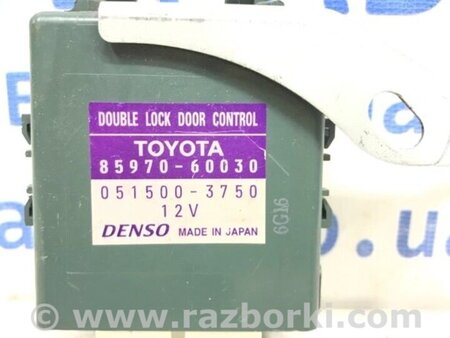 DOUBLE LOCK DOOR CONTROL
TOYOTA
85970-60030
051500-3750
12V
DENSO MADE IN JAPAN
6G16
© www.razborki.com